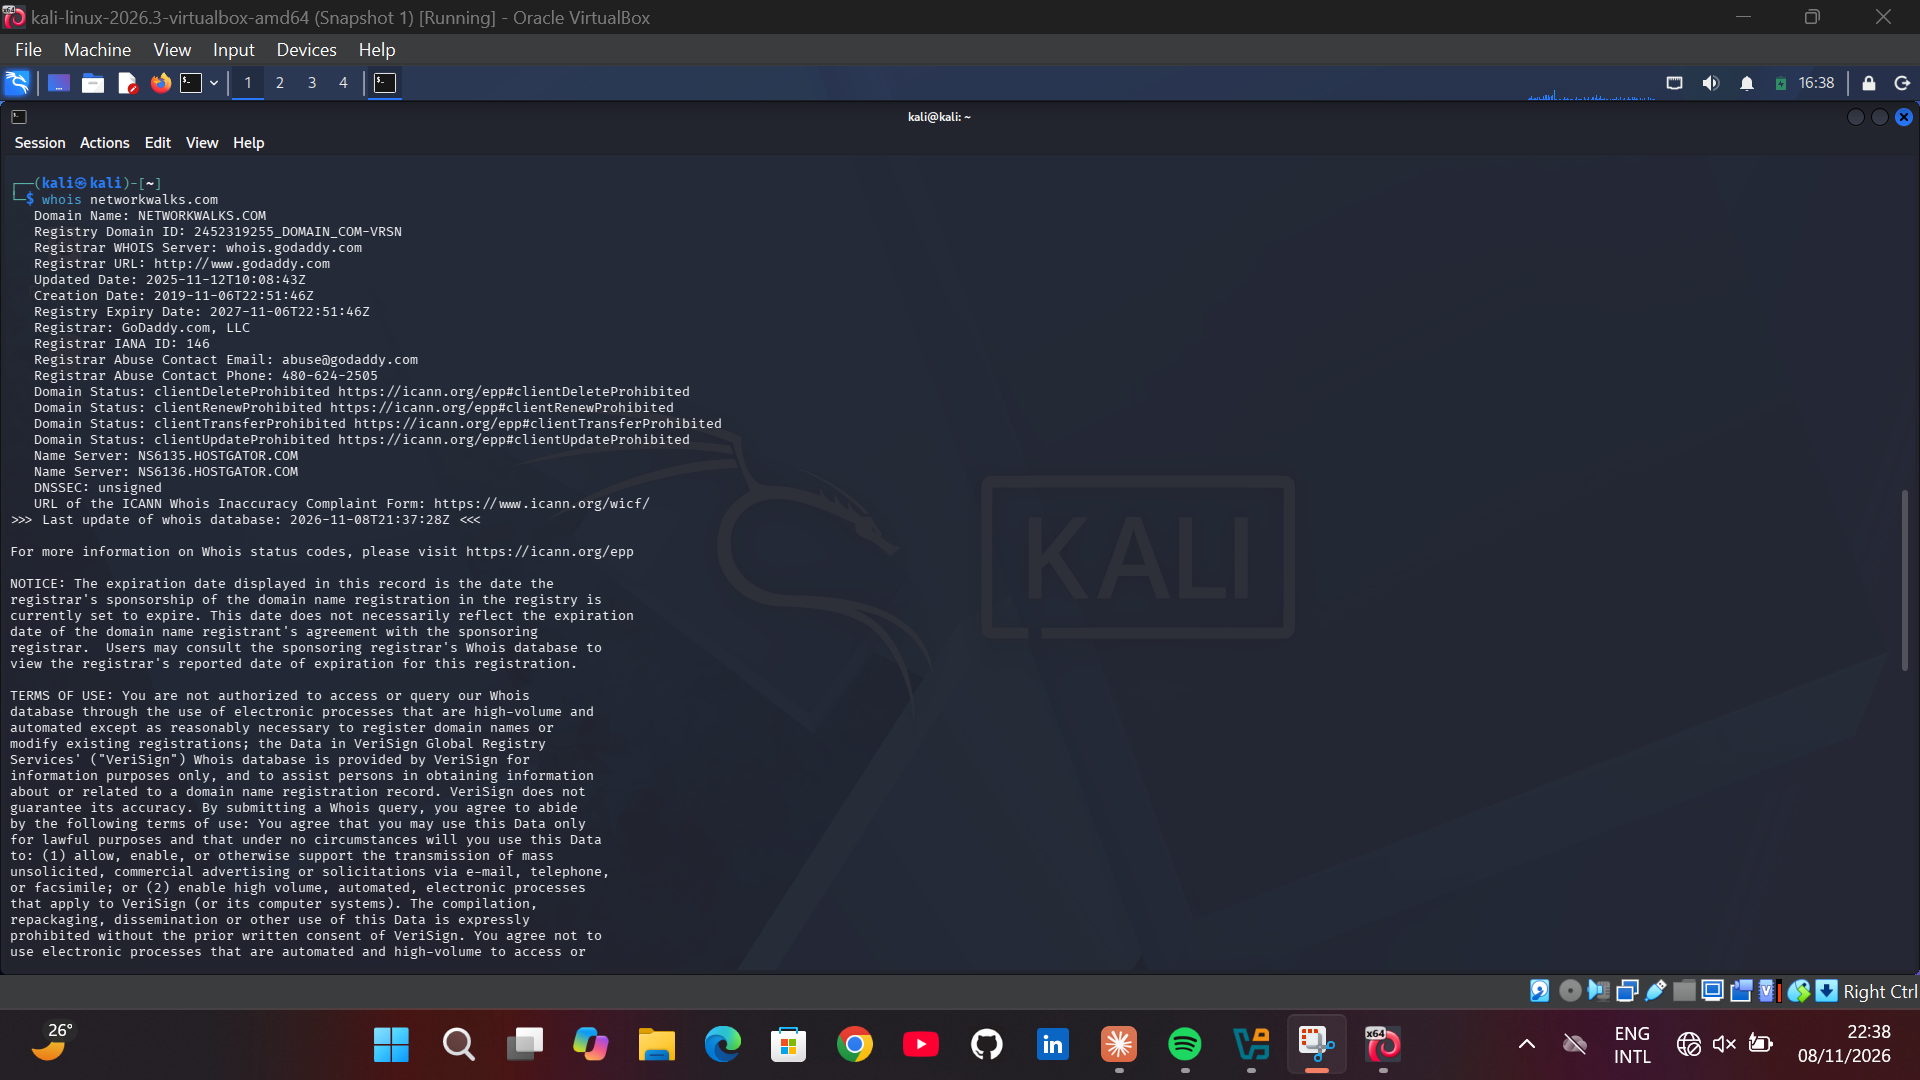 kali-linux-2026.3-virtualbox-amd64 (Snapshot 1) [Running] - Oracle VirtualBox
File Machine View Input Devices Help
1 2 3 4 16:38
kali@kali: ~
Session Actions Edit View Help
┌──(kali㉿kali)-[~]
└─$ whois networkwalks.com
Domain Name: NETWORKWALKS.COM
Registry Domain ID: 2452319255_DOMAIN_COM-VRSN
Registrar WHOIS Server: whois.godaddy.com
Registrar URL: http://www.godaddy.com
Updated Date: 2025-11-12T10:08:43Z
Creation Date: 2019-11-06T22:51:46Z
Registry Expiry Date: 2027-11-06T22:51:46Z
Registrar: GoDaddy.com, LLC
Registrar IANA ID: 146
Registrar Abuse Contact Email: abuse@godaddy.com
Registrar Abuse Contact Phone: 480-624-2505
Domain Status: clientDeleteProhibited https://icann.org/epp#clientDeleteProhibited
Domain Status: clientRenewProhibited https://icann.org/epp#clientRenewProhibited
Domain Status: clientTransferProhibited https://icann.org/epp#clientTransferProhibited
Domain Status: clientUpdateProhibited https://icann.org/epp#clientUpdateProhibited
Name Server: NS6135.HOSTGATOR.COM
Name Server: NS6136.HOSTGATOR.COM
DNSSEC: unsigned
URL of the ICANN Whois Inaccuracy Complaint Form: https://www.icann.org/wicf/
>>> Last update of whois database: 2026-11-08T21:37:28Z <<<
For more information on Whois status codes, please visit https://icann.org/epp
NOTICE: The expiration date displayed in this record is the date the
registrar's sponsorship of the domain name registration in the registry is
currently set to expire. This date does not necessarily reflect the expiration
date of the domain name registrant's agreement with the sponsoring
registrar.  Users may consult the sponsoring registrar's Whois database to
view the registrar's reported date of expiration for this registration.
TERMS OF USE: You are not authorized to access or query our Whois
database through the use of electronic processes that are high-volume and
automated except as reasonably necessary to register domain names or
modify existing registrations; the Data in VeriSign Global Registry
Services' ("VeriSign") Whois database is provided by VeriSign for
information purposes only, and to assist persons in obtaining information
about or related to a domain name registration record. VeriSign does not
guarantee its accuracy. By submitting a Whois query, you agree to abide
by the following terms of use: You agree that you may use this Data only
for lawful purposes and that under no circumstances will you use this Data
to: (1) allow, enable, or otherwise support the transmission of mass
unsolicited, commercial advertising or solicitations via e-mail, telephone,
or facsimile; or (2) enable high volume, automated, electronic processes
that apply to VeriSign (or its computer systems). The compilation,
repackaging, dissemination or other use of this Data is expressly
prohibited without the prior written consent of VeriSign. You agree not to
use electronic processes that are automated and high-volume to access or
KALI
Right Ctrl
26°
x64
ENG
INTL
22:38
08/11/2026